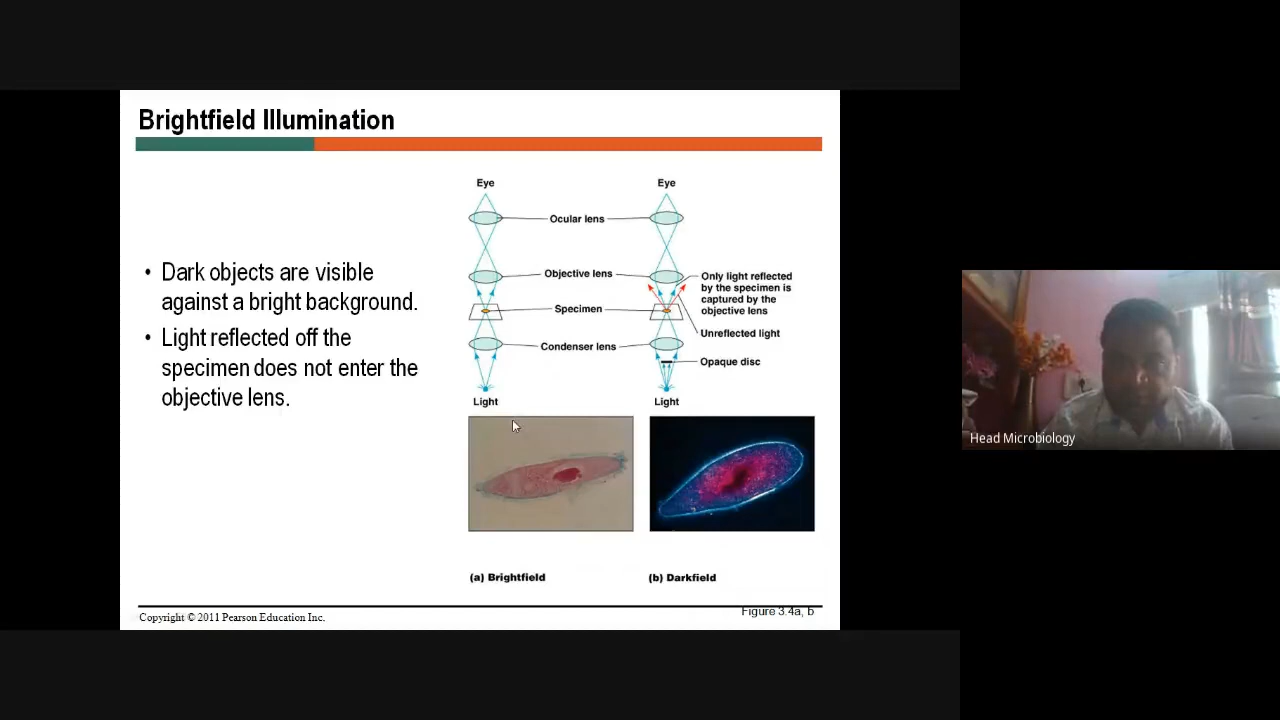 Brightfield Illumination
• Dark objects are visible
against a bright background.
• Light reflected off the
specimen does not enter the
objective lens.
Eye
Eye
Ocular lens
Objective lens
Only light reflected
by the specimen is
captured by the
objective lens
Specimen
Unreflected light
Condenser lens
Opaque disc
Light
Light
(a) Brightfield
(b) Darkfield
Figure 3.4a, b
Copyright © 2011 Pearson Education Inc.
Head Microbiology